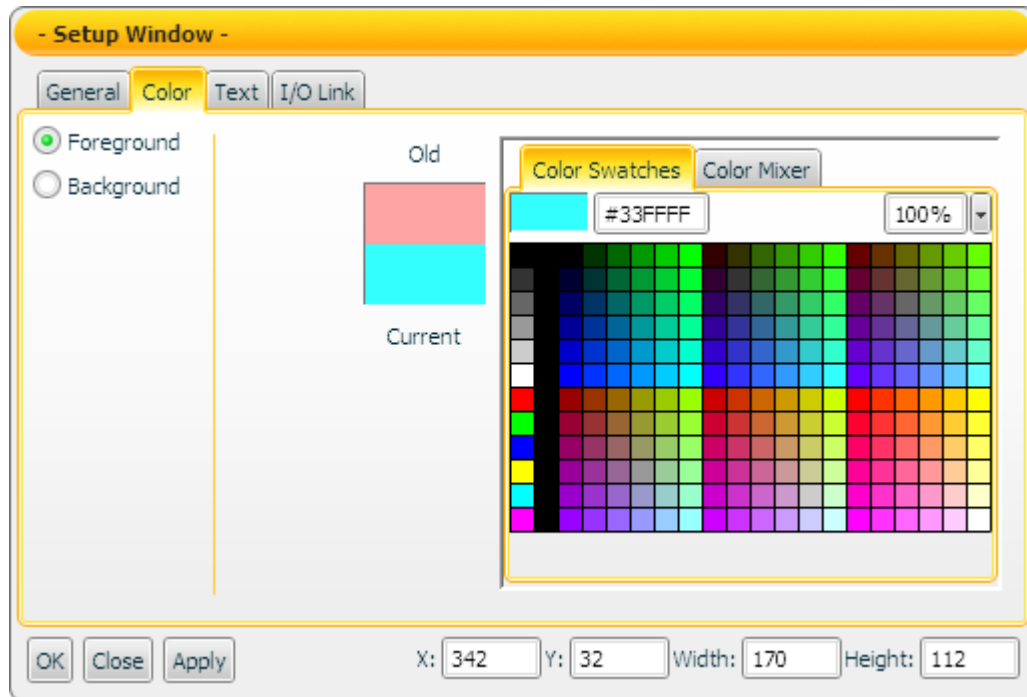 - Setup Window -
General Color Text I/O Link
Foreground
Background
Old
Current
Color Swatches Color Mixer
#33FFFF 100%
OK Close Apply X: 342 Y: 32 Width: 170 Height: 112